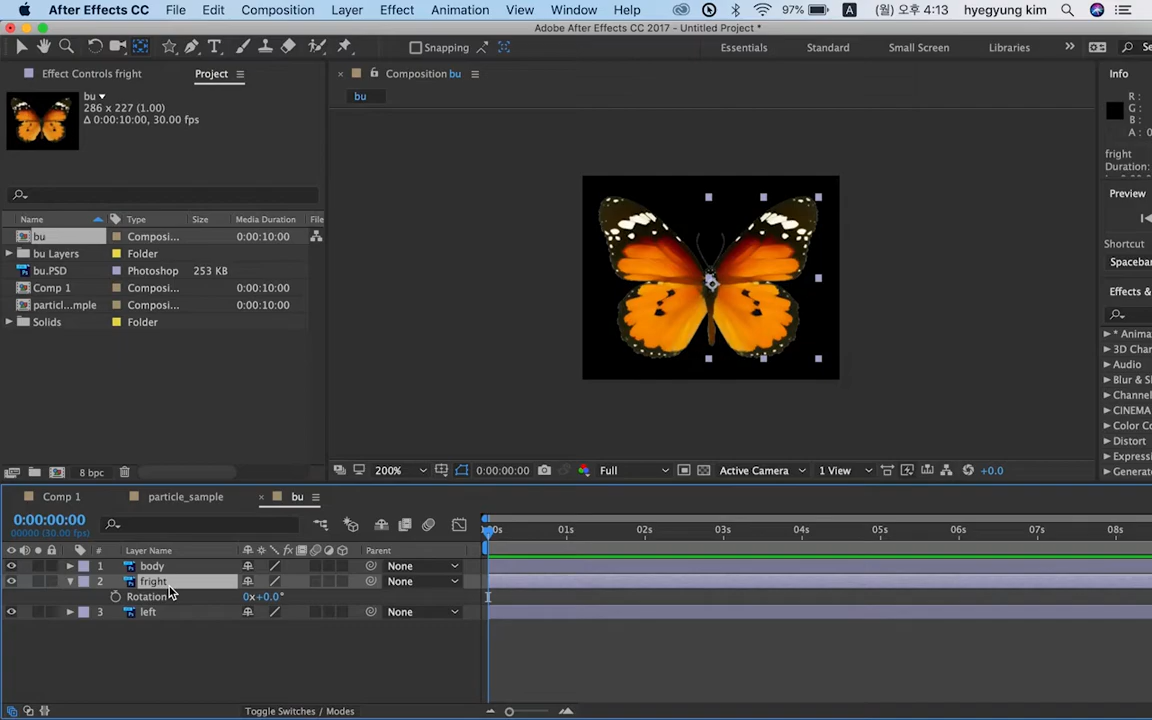 After Effects CC File Edit Composition Layer Effect Animation View Window Help 97% A (월) 오후 4:13 hyegyung kim
Adobe After Effects CC 2017 - Untitled Project *
Snapping Essentials Standard Small Screen Libraries
Effect Controls fright Project
Composition bu
Info
bu
bu
286 x 227 (1.00)
Δ 0:00:10:00, 30.00 fps
R :
G :
B :
A : 0
fright
Duration:
Preview
Name Type Size Media Duration File
bu Composi... 0:00:10:00
bu Layers Folder
bu.PSD Photoshop 253 KB
Comp 1 Composi... 0:00:10:00
particl...mple Composi... 0:00:10:00
Solids Folder
Shortcut
Spacebar
Effects &
* Anima
3D Chan
Audio
Blur & S
Channel
CINEMA
Color Co
Distort
Expressi
Generate
8 bpc
200% 0:00:00:00 Full Active Camera 1 View +0.0
Comp 1 particle_sample bu
0:00:00:00
00000 (30.00 fps)
:00s 01s 02s 03s 04s 05s 06s 07s 08s
# Layer Name fx Parent
1 body None
2 fright None
Rotation 0x+0.0°
3 left None
Toggle Switches / Modes